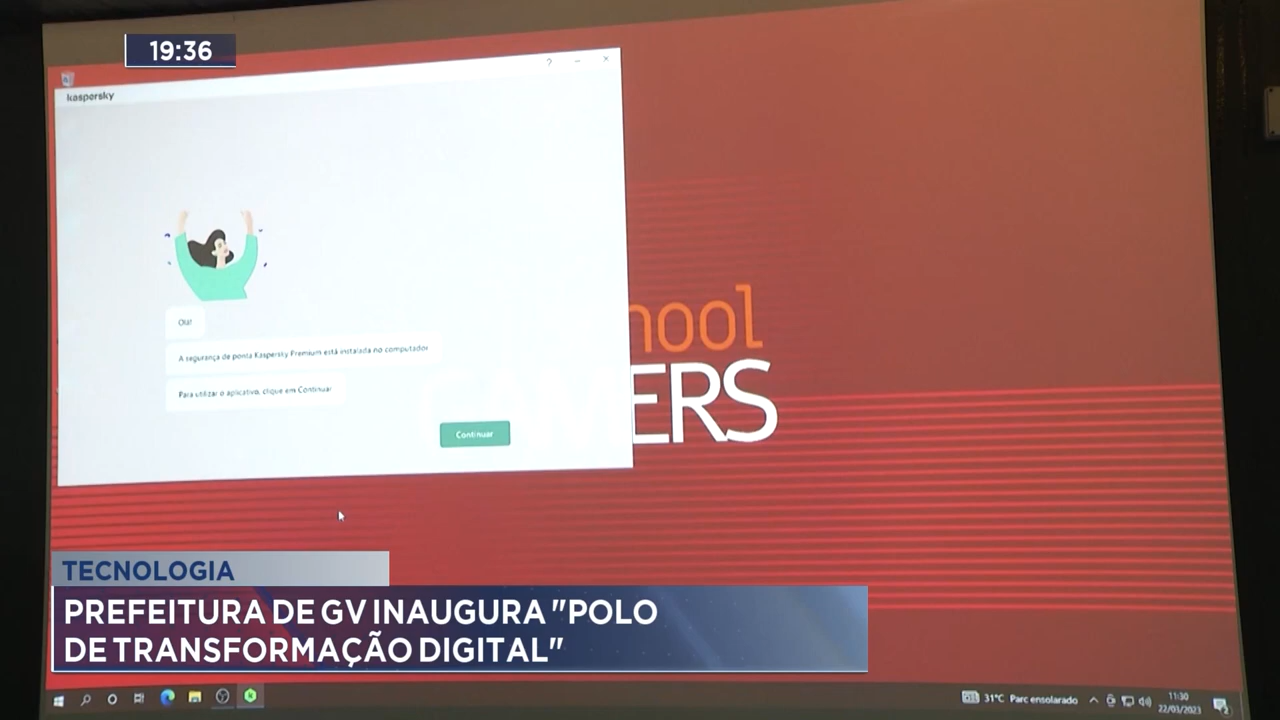 19:36
kaspersky
Olá!
A segurança de ponta Kaspersky Premium está instalada no computador
Para utilizar o aplicativo, clique em Continuar
Continuar
hool
ERS
TECNOLOGIA
PREFEITURA DE GV INAUGURA "POLO
DE TRANSFORMAÇÃO DIGITAL"
31°C Parc ensolarado
11:30
22/03/2023